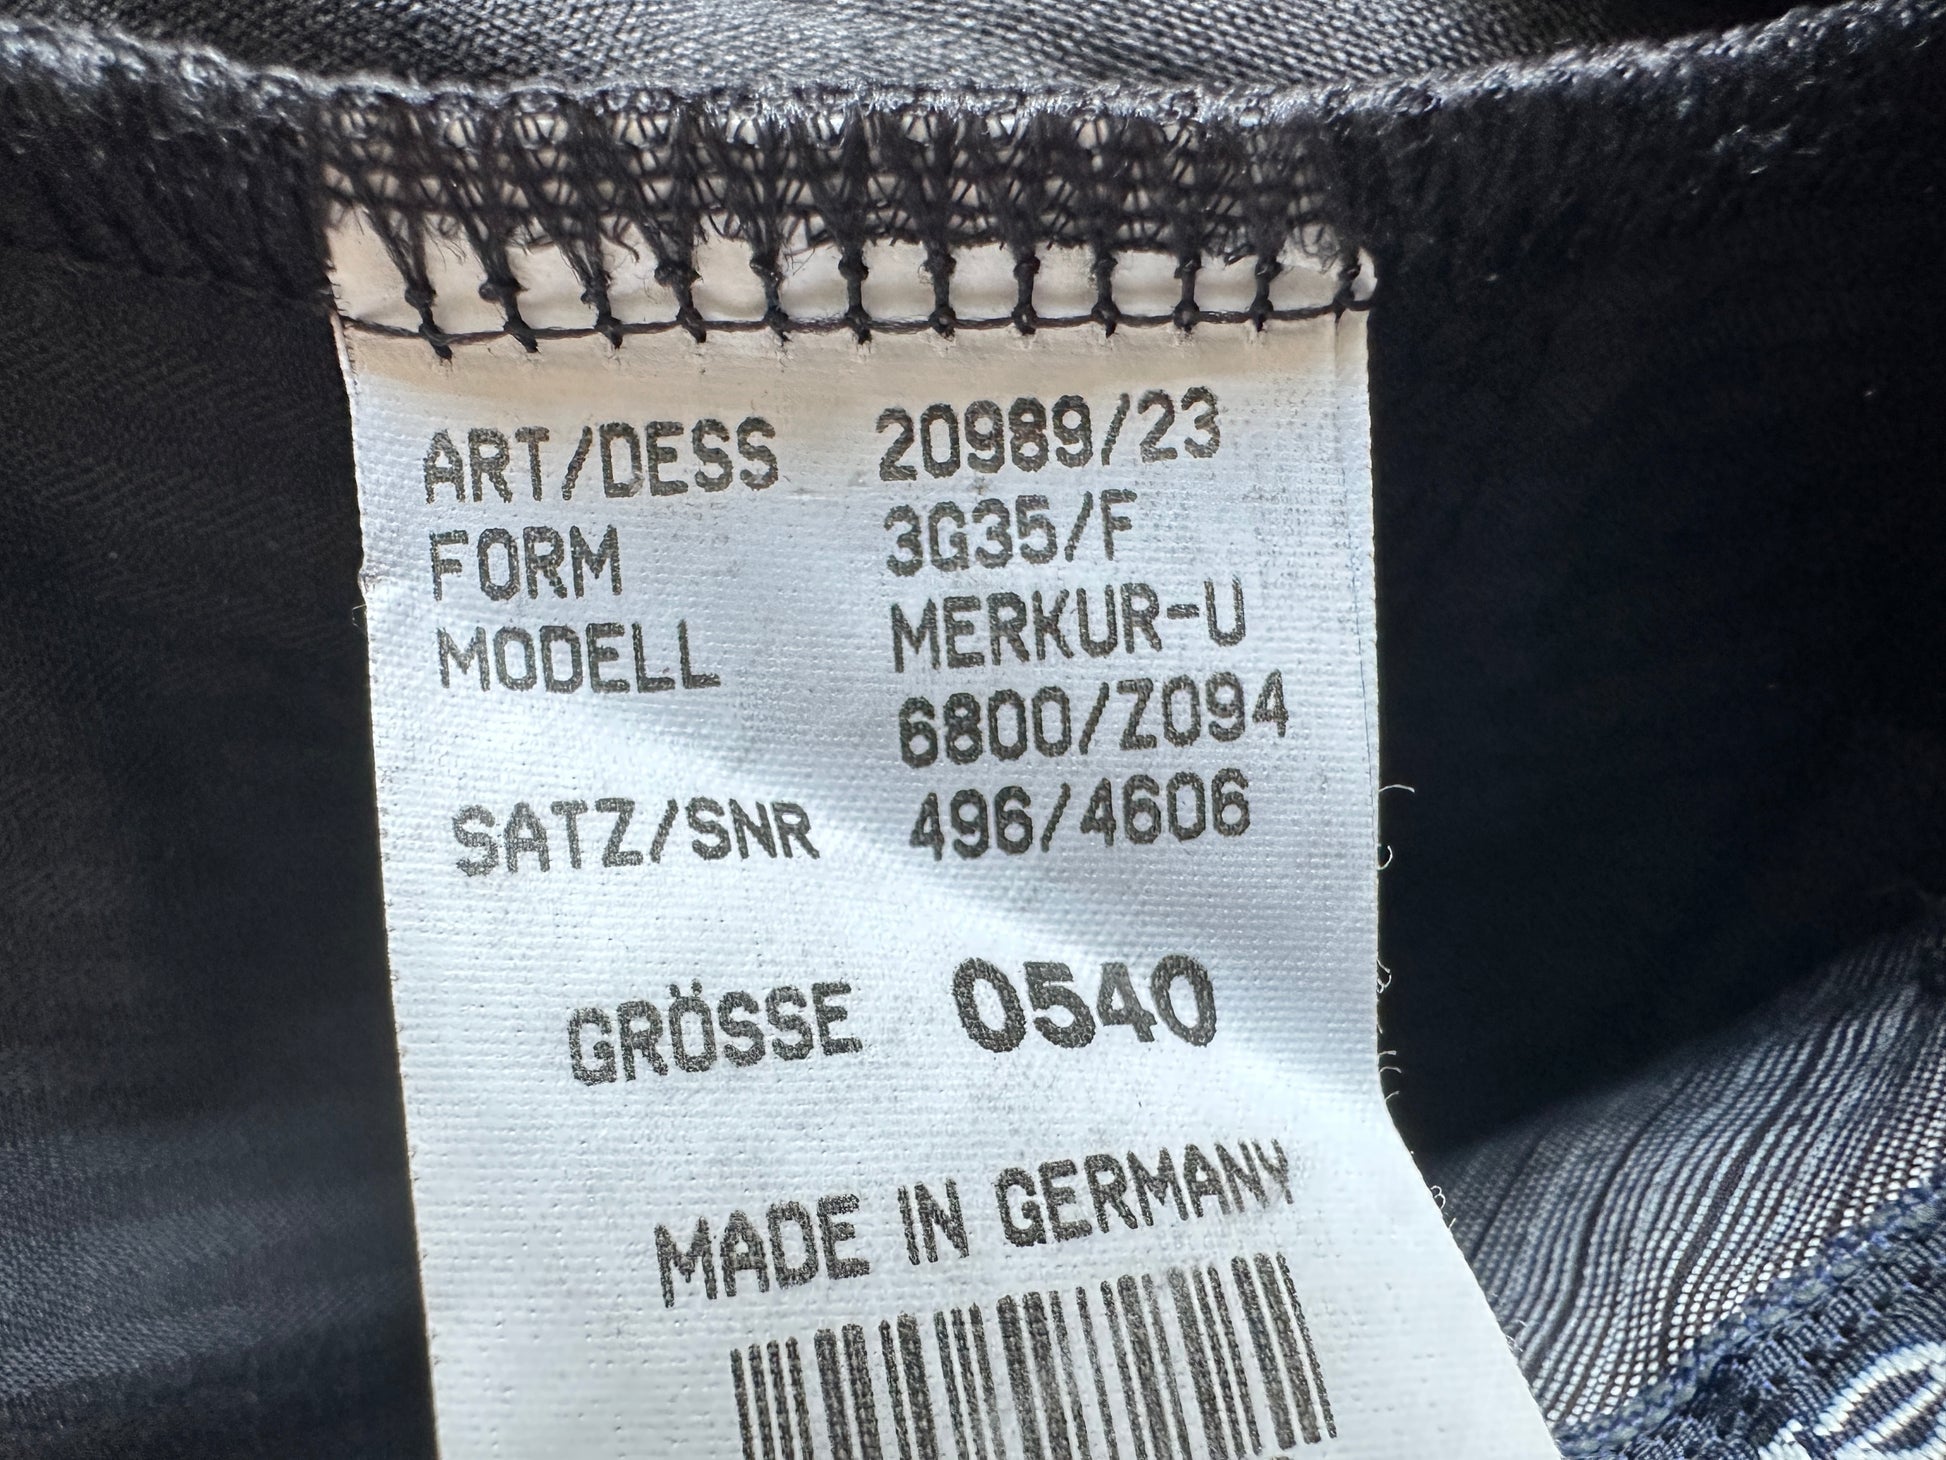 ART/DESS 20989/23
FORM 3G35/F
MODELL MERKUR-U
6800/Z094
SATZ/SNR 496/4606
GRÖSSE 0540
MADE IN GERMANY